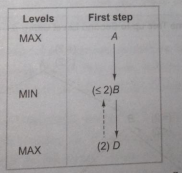 Levels First step
MAX A
MIN (≤ 2)B
MAX (2) D